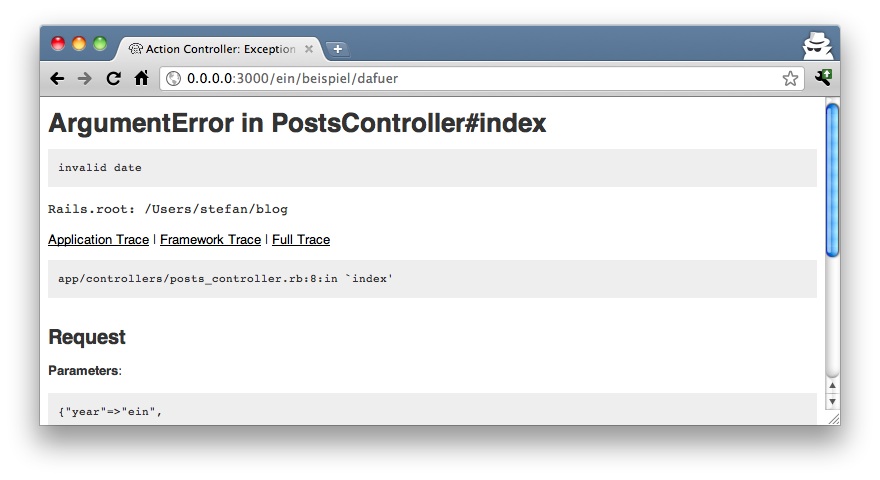 Action Controller: Exception
0.0.0.0:3000/ein/beispiel/dafuer
ArgumentError in PostsController#index
invalid date
Rails.root: /Users/stefan/blog
Application Trace | Framework Trace | Full Trace
app/controllers/posts_controller.rb:8:in `index'
Request
Parameters:
{"year"=>"ein",